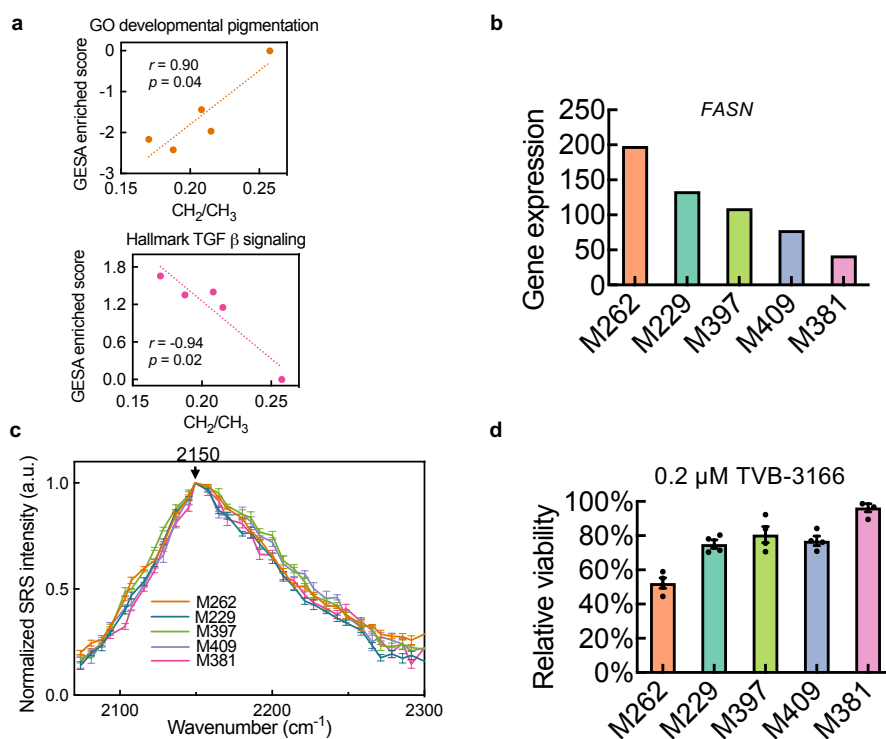 a
GO developmental pigmentation
GESA enriched score
0
-1
-2
-3
r = 0.90
p = 0.04
0.15 0.20 0.25
CH₂/CH₃
Hallmark TGF β signaling
GESA enriched score
1.8
1.2
0.6
0.0
r = -0.94
p = 0.02
0.15 0.20 0.25
CH₂/CH₃
b
FASN
Gene expression
250
200
150
100
50
0
M262 M229 M397 M409 M381
c
2150
Normalized SRS intensity (a.u.)
1.0
0.5
0.0
M262
M229
M397
M409
M381
2100 2200 2300
Wavenumber (cm⁻¹)
d
0.2 µM TVB-3166
Relative viability
100%
80%
60%
40%
20%
0%
M262 M229 M397 M409 M381